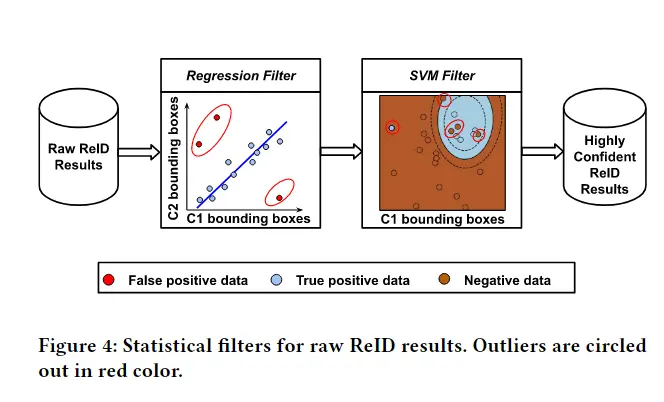 Regression Filter
SVM Filter
Raw ReID
Results
C2 bounding boxes
C1 bounding boxes
C1 bounding boxes
Highly
Confident
ReID
Results
False positive data
True positive data
Negative data
Figure 4: Statistical filters for raw ReID results. Outliers are circled
out in red color.